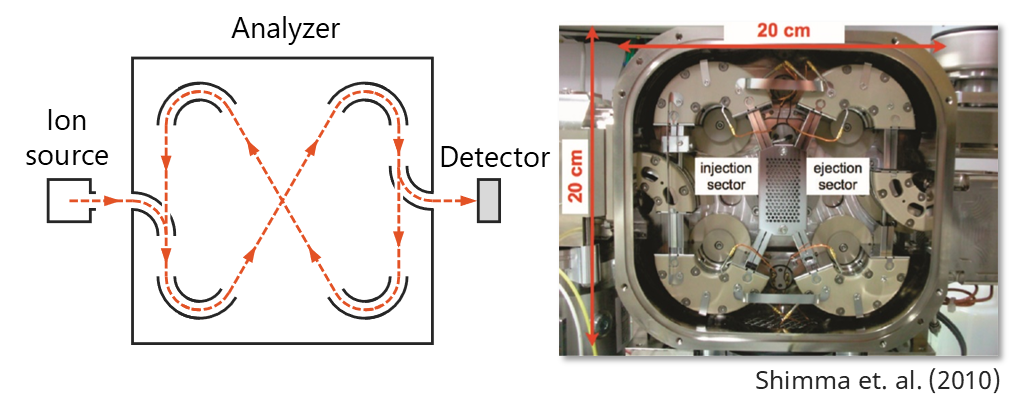 Analyzer
Ion
source
Detector
20 cm
20 cm
injection
sector
ejection
sector
Shimma et. al. (2010)